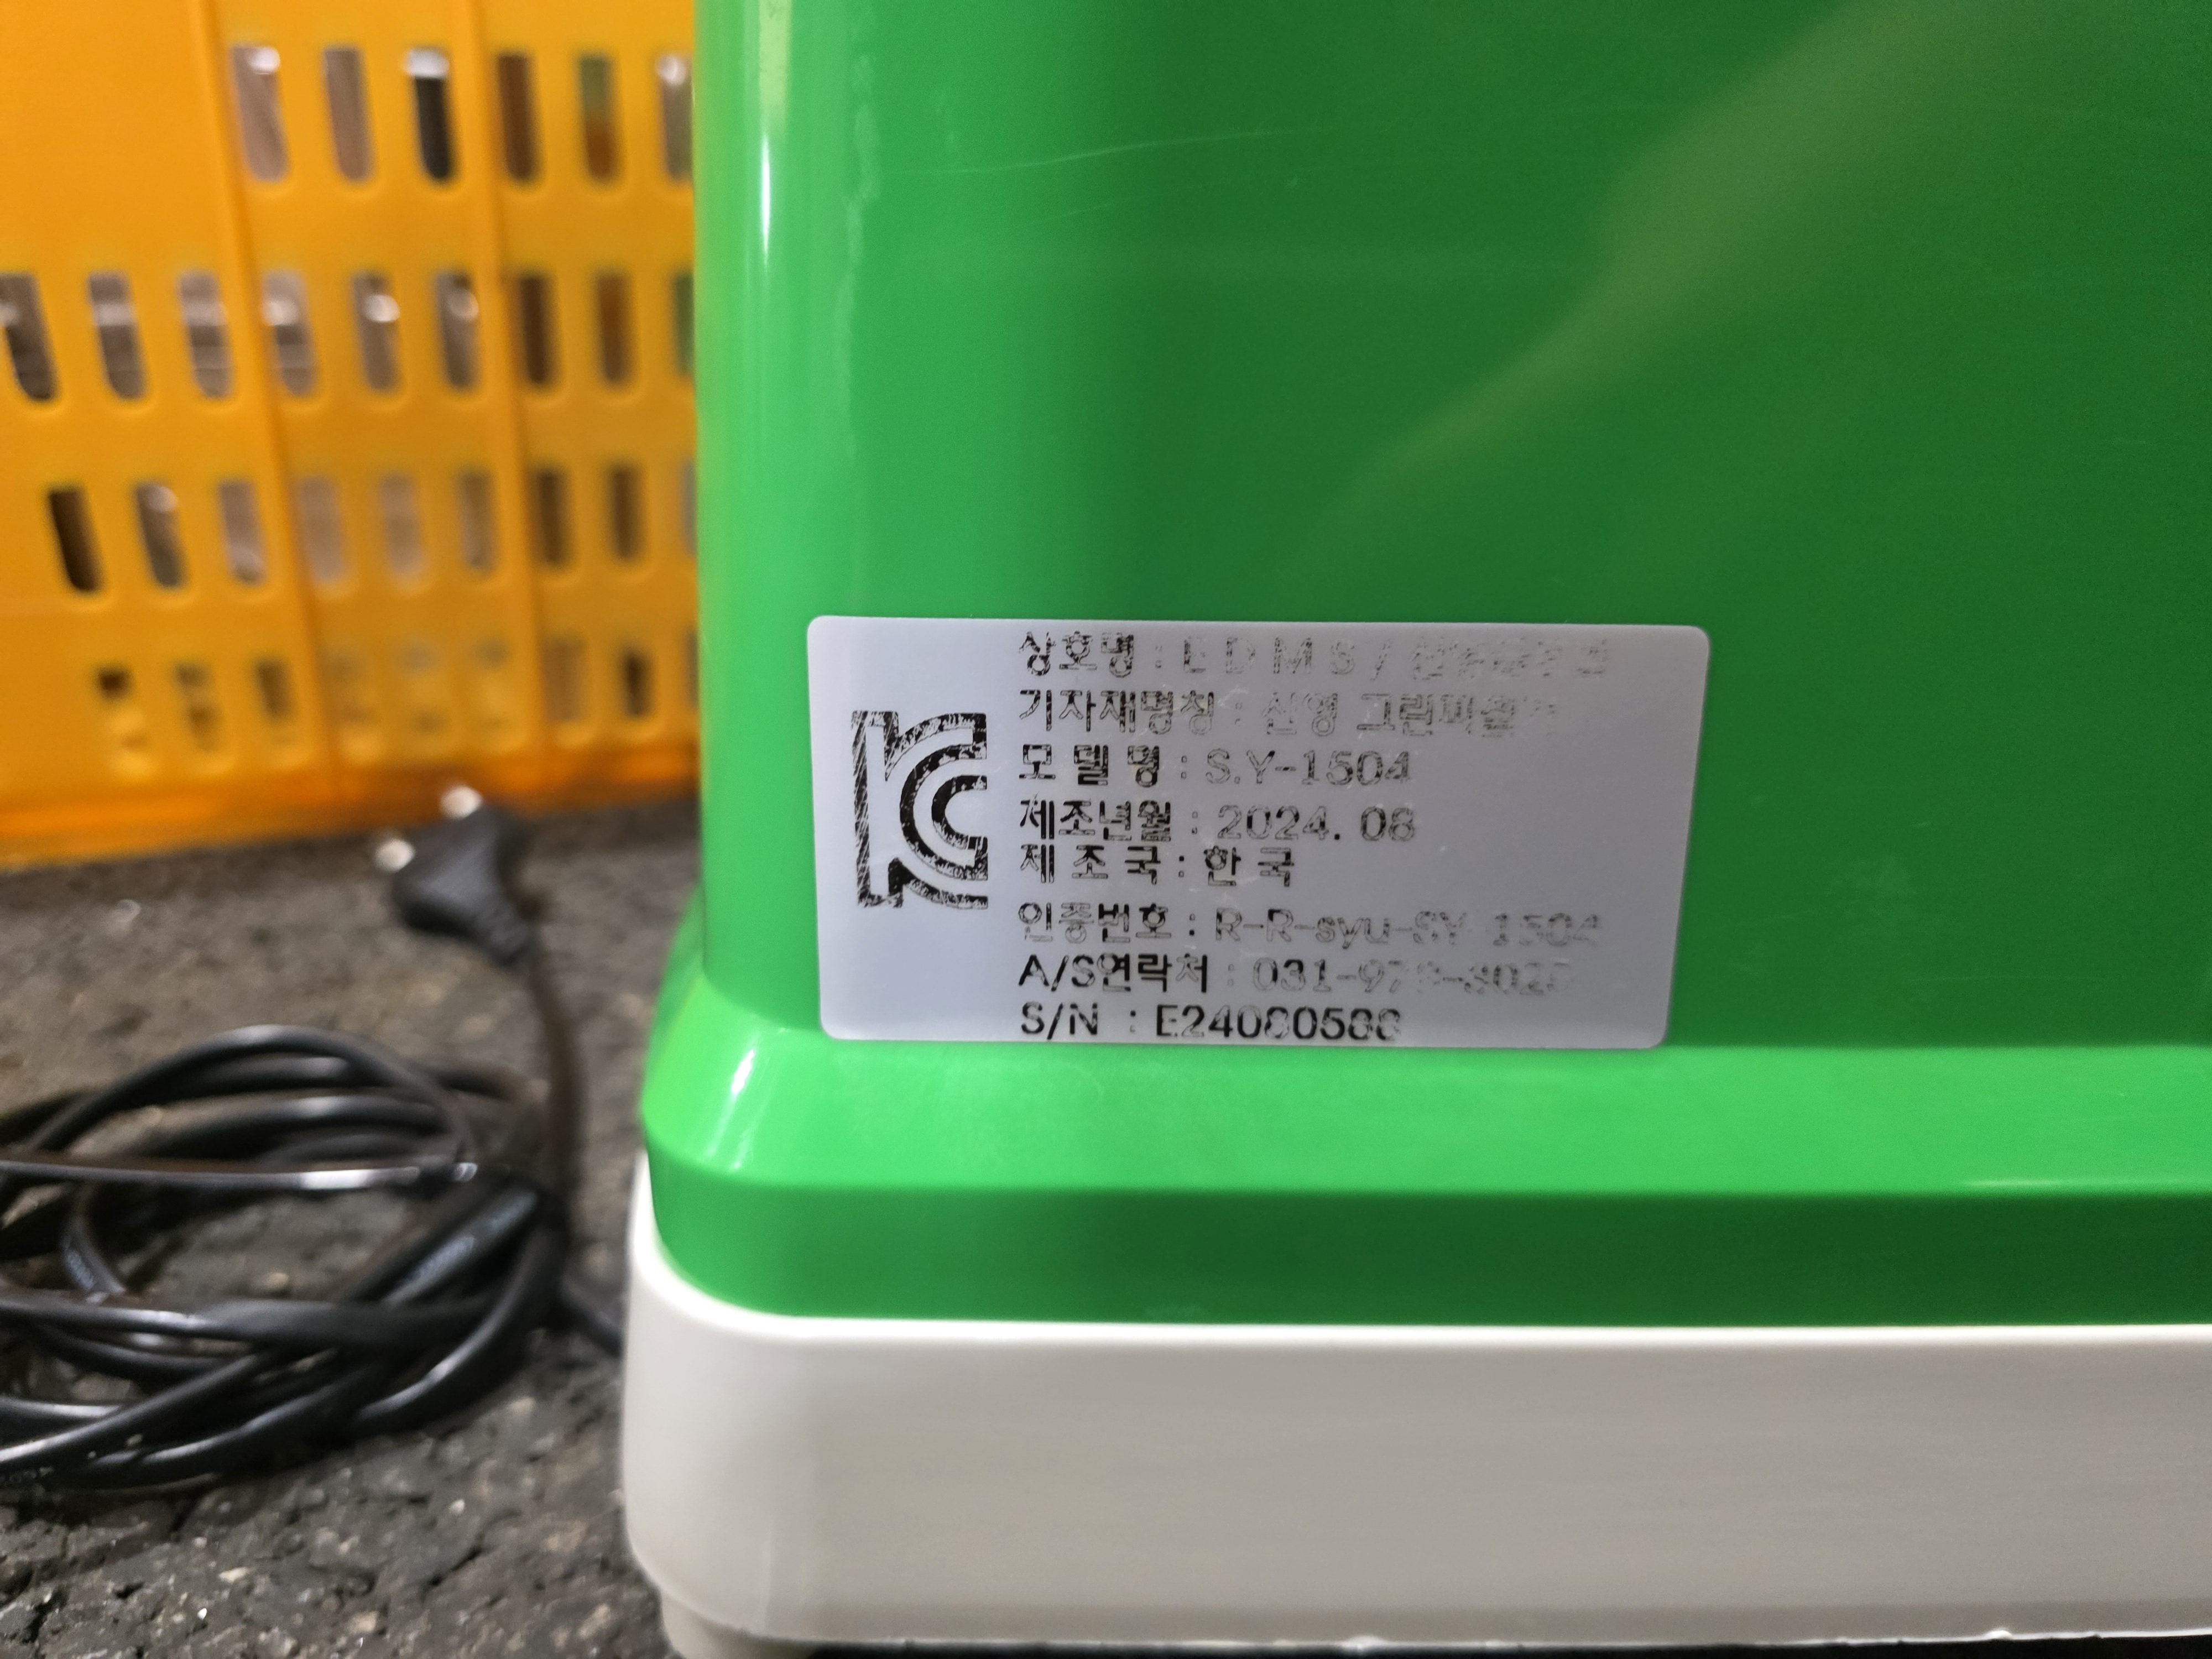 상호명 : E D M S /
기자재명칭 : 신영 그린
모 델 명 : S.Y-1504
제조년월 : 2024. 08
제 조 국 : 한 국
인증번호 : R-R-syu-SY-1504
A/S연락처 :
S/N : E24080588